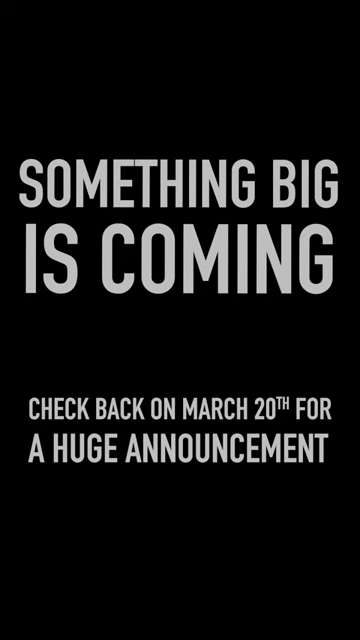 SOMETHING BIG
IS COMING
CHECK BACK ON MARCH 20TH FOR
A HUGE ANNOUNCEMENT